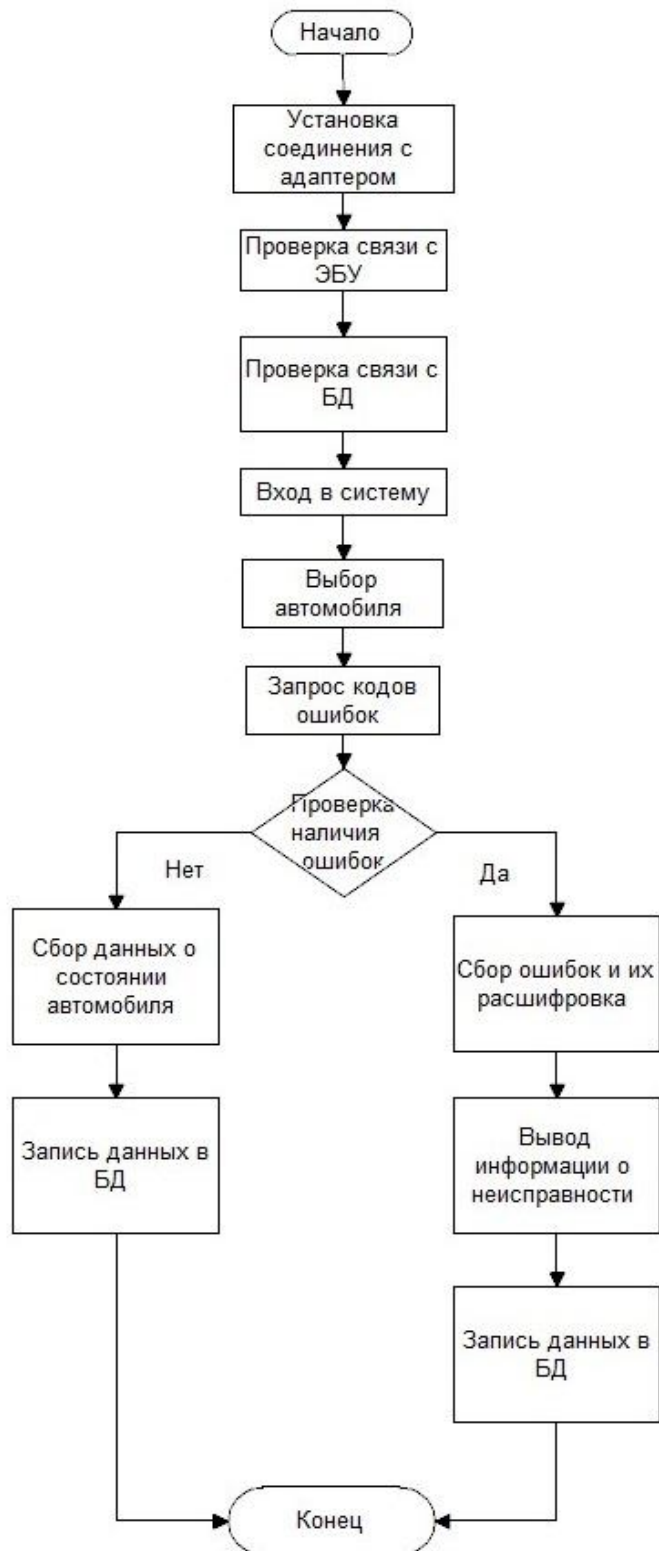 Начало
Установка
соединения с
адаптером
Проверка связи с
ЭБУ
Проверка связи с
БД
Вход в систему
Выбор
автомобиля
Запрос кодов
ошибок
Проверка
наличия
ошибок
Нет
Да
Сбор данных о
состоянии
автомобиля
Сбор ошибок и их
расшифровка
Запись данных в
БД
Вывод
информации о
неисправности
Запись данных в
БД
Конец